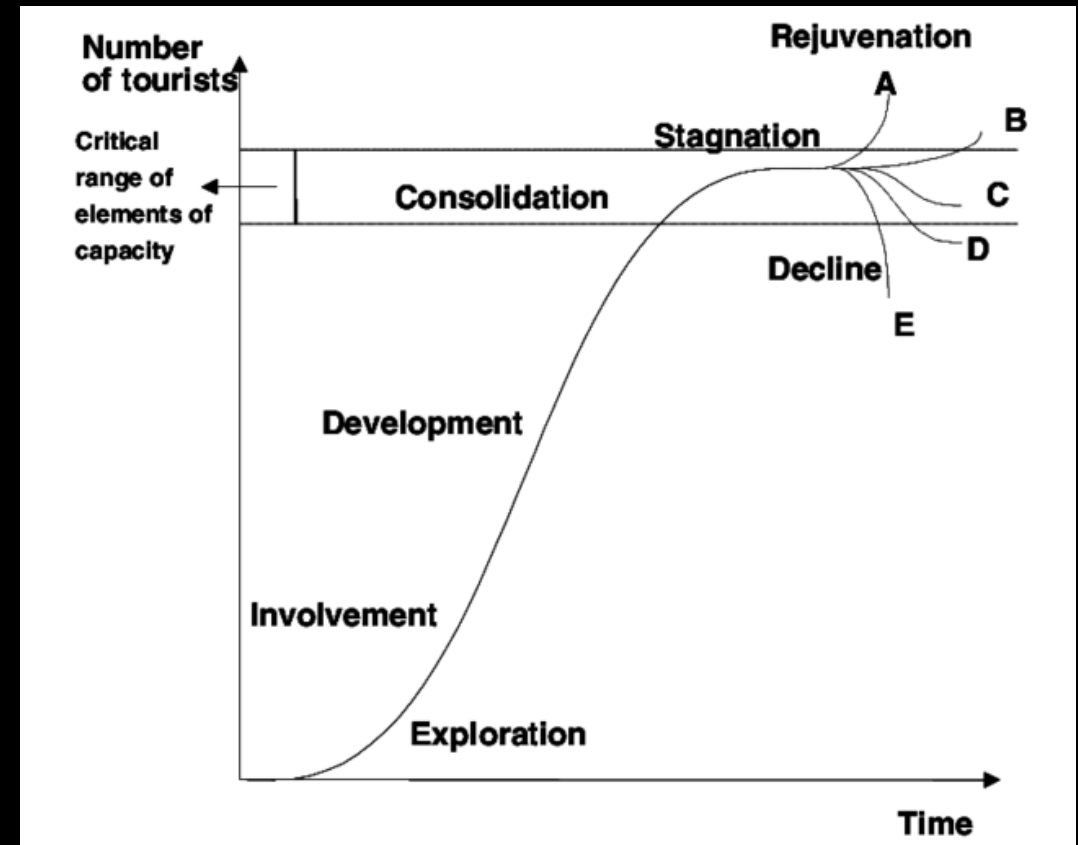 Number
of tourists
Rejuvenation
A
B
Critical
range of
elements of
capacity
Stagnation
Consolidation
C
D
Decline
E
Development
Involvement
Exploration
Time